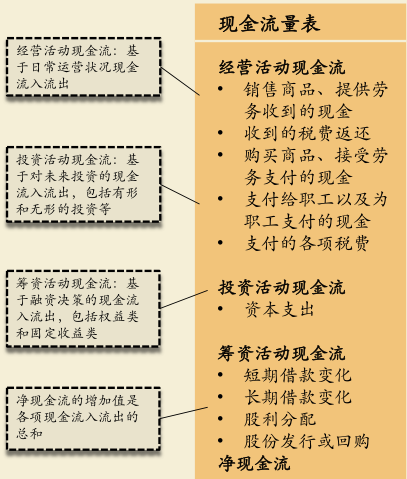 现金流量表
经营活动现金流：基
于日常运营状况现金
流入流出
投资活动现金流：基
于对未来投资的现金
流入流出，包括有形
和无形的投资等
筹资活动现金流：基
于融资决策的现金流
入流出，包括权益类
和固定收益类
净现金流的增加值是
各项现金流入流出的
总和
经营活动现金流
• 销售商品、提供劳
务收到的现金
• 收到的税费返还
• 购买商品、接受劳
务支付的现金
• 支付给职工以及为
职工支付的现金
• 支付的各项税费
投资活动现金流
• 资本支出
筹资活动现金流
• 短期借款变化
• 长期借款变化
• 股利分配
• 股份发行或回购
净现金流